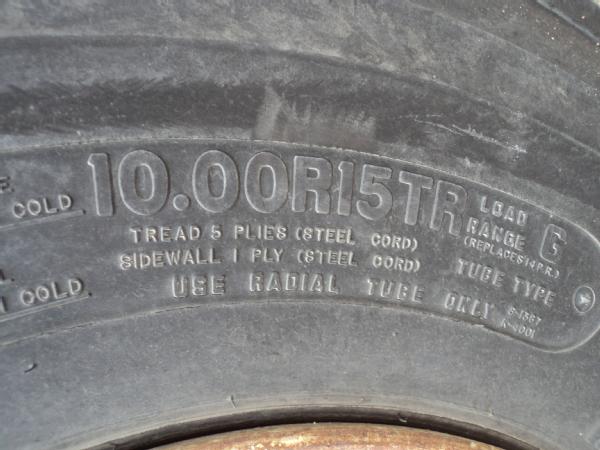 COLD
10.00R15TR LOAD
RANGE G
(REPLACES 14 P.R.)
TREAD 5 PLIES (STEEL CORD)
SIDEWALL 1 PLY (STEEL CORD) TUBE TYPE
COLD
USE RADIAL TUBE ONLY